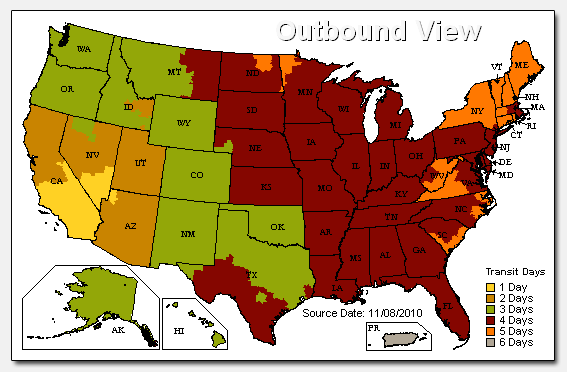 Outbound View
WA
OR
CA
NV
ID
MT
WY
UT
AZ
CO
NM
ND
SD
NE
KS
OK
TX
MN
IA
MO
AR
LA
WI
IL
MI
IN
OH
KY
TN
MS
AL
GA
FL
SC
NC
VA
WV
PA
NY
VT
ME
NH
MA
RI
CT
NJ
DE
MD
AK
HI
PR
Source Date: 11/08/2010
Transit Days
1 Day
2 Days
3 Days
4 Days
5 Days
6 Days